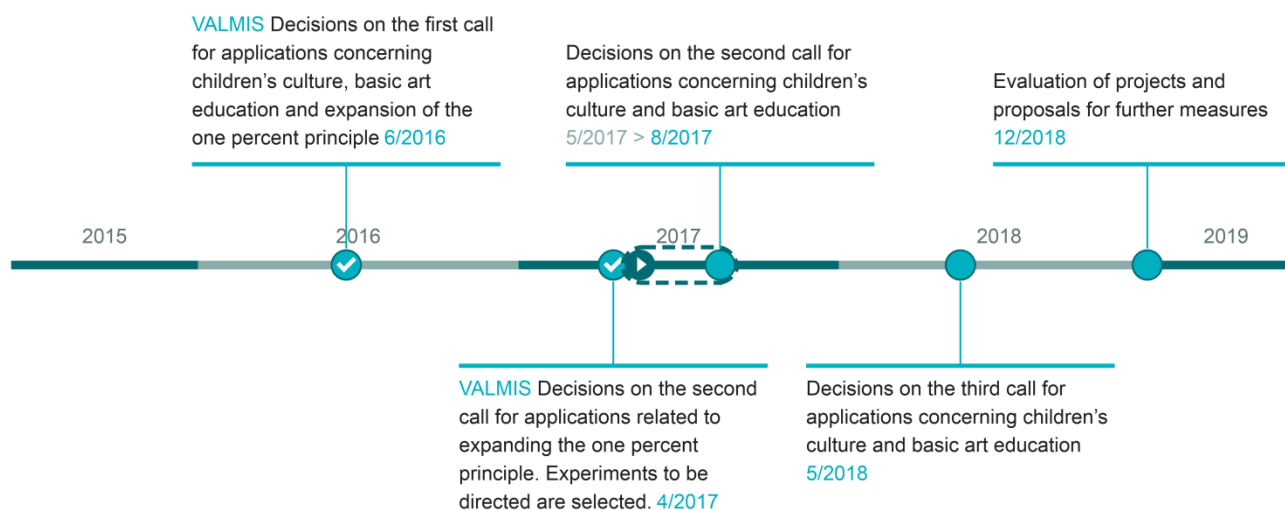 VALMIS Decisions on the first call
for applications concerning
children’s culture, basic art
education and expansion of the
one percent principle 6/2016
Decisions on the second call for
applications concerning children’s
culture and basic art education
5/2017 > 8/2017
Evaluation of projects and
proposals for further measures
12/2018
2015
2016
2017
2018
2019
VALMIS Decisions on the second
call for applications related to
expanding the one percent
principle. Experiments to be
directed are selected. 4/2017
Decisions on the third call for
applications concerning children’s
culture and basic art education
5/2018